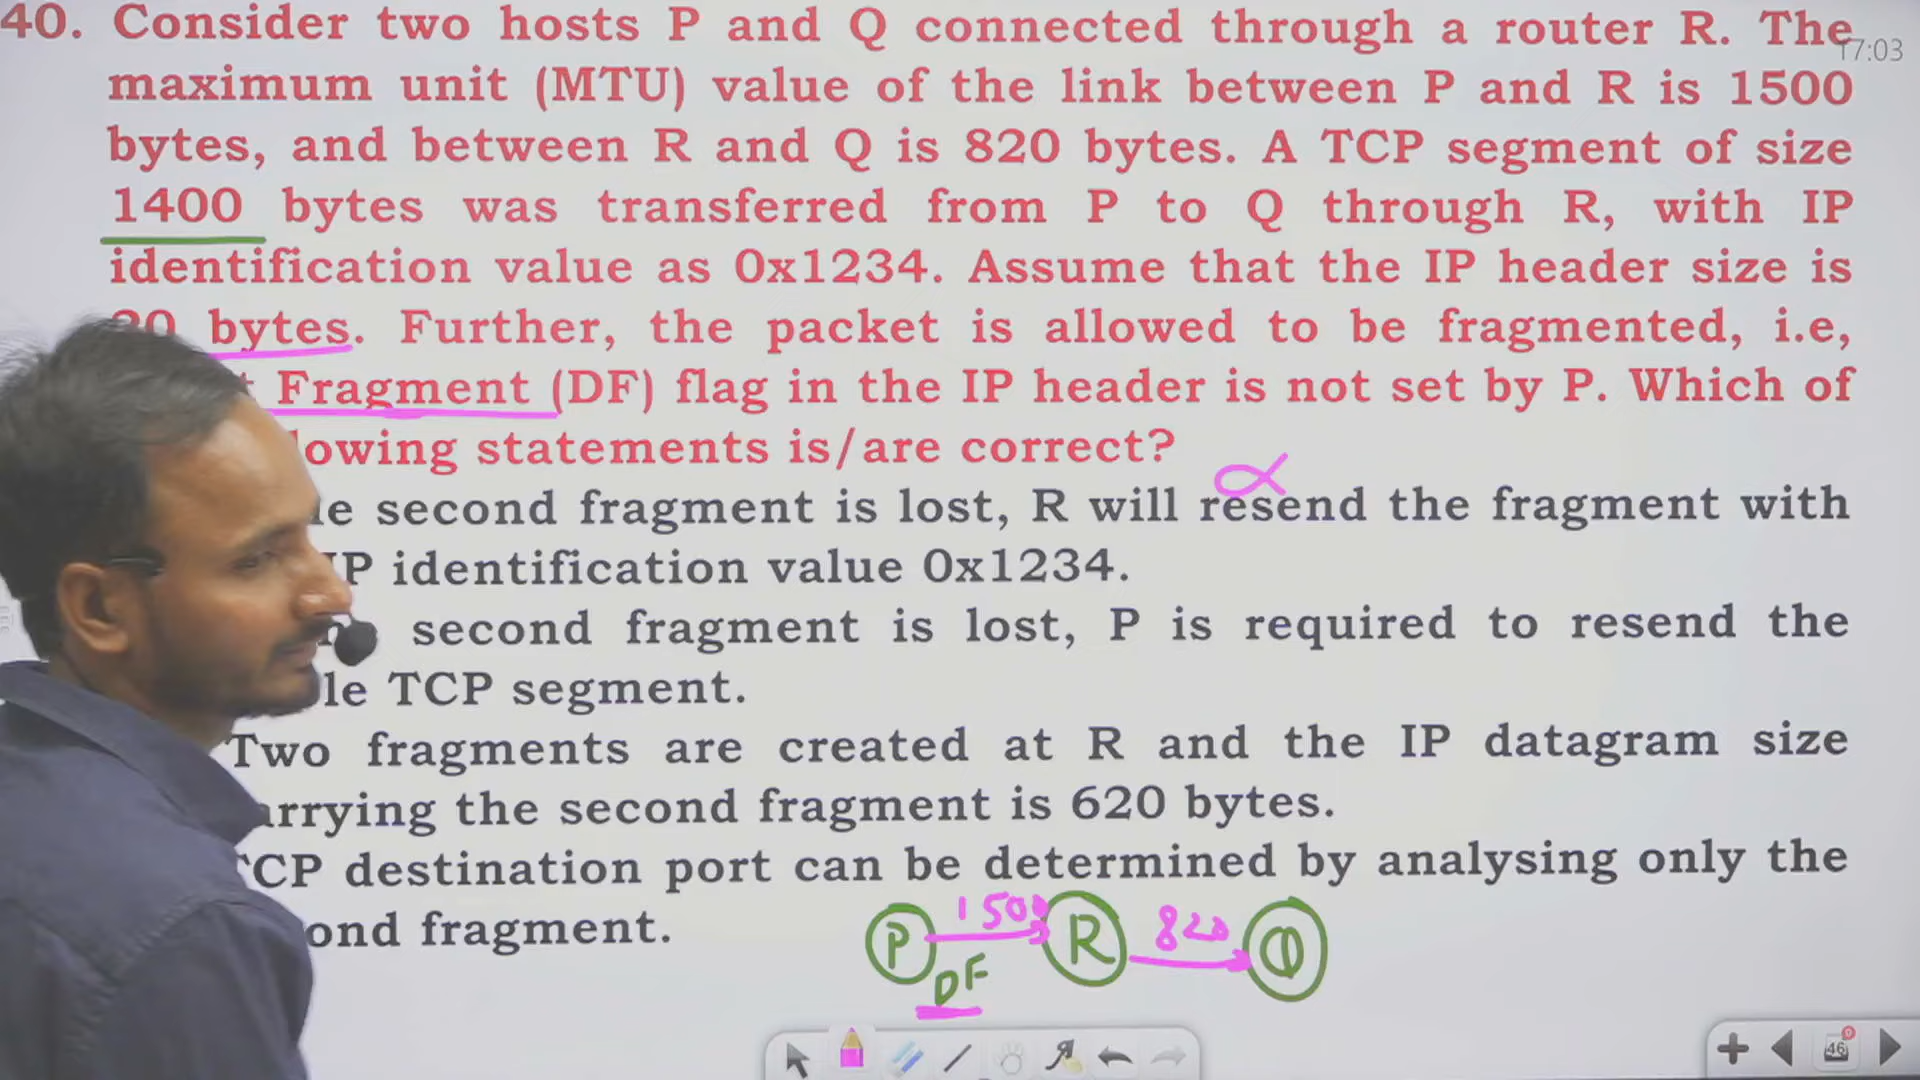 40. Consider two hosts P and Q connected through a router R. The
17:03
maximum unit (MTU) value of the link between P and R is 1500
bytes, and between R and Q is 820 bytes. A TCP segment of size
1400 bytes was transferred from P to Q through R, with IP
identification value as 0x1234. Assume that the IP header size is
20 bytes. Further, the packet is allowed to be fragmented, i.e,
Fragment (DF) flag in the IP header is not set by P. Which of
lowing statements is/are correct?
second fragment is lost, R will resend the fragment with
IP identification value 0x1234.
second fragment is lost, P is required to resend the
le TCP segment.
Two fragments are created at R and the IP datagram size
arrying the second fragment is 620 bytes.
TCP destination port can be determined by analysing only the
ond fragment.
P 1500 R 820 Q
DF
46